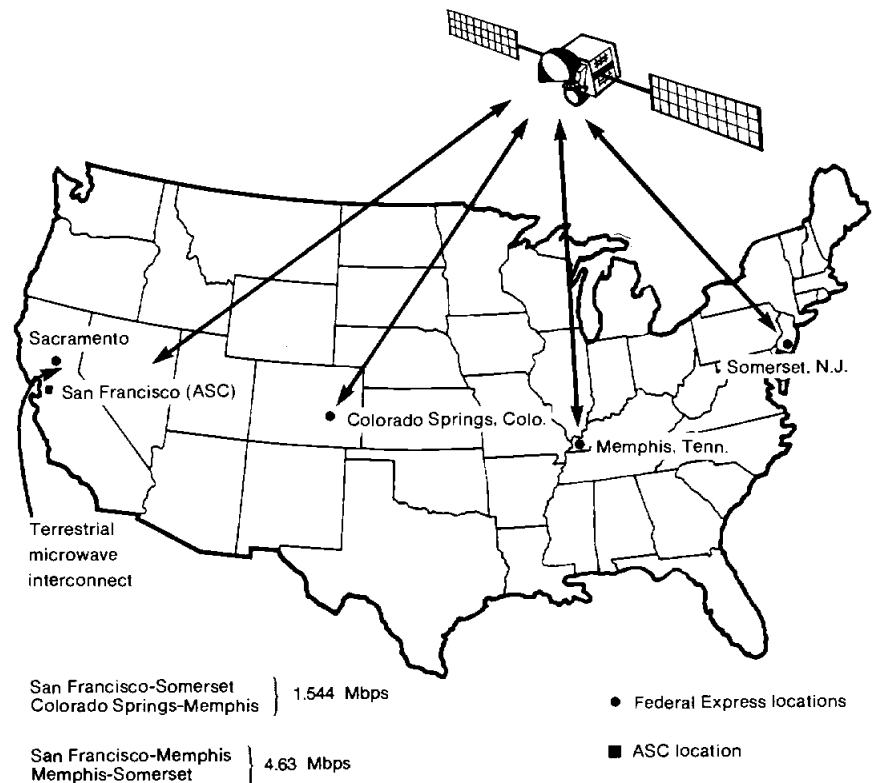 Sacramento
San Francisco (ASC)
Colorado Springs, Colo.
Memphis, Tenn.
Somerset, N.J.
Terrestrial
microwave
interconnect
San Francisco-Somerset
Colorado Springs-Memphis
1.544 Mbps
San Francisco-Memphis
Memphis-Somerset
4.63 Mbps
Federal Express locations
ASC location